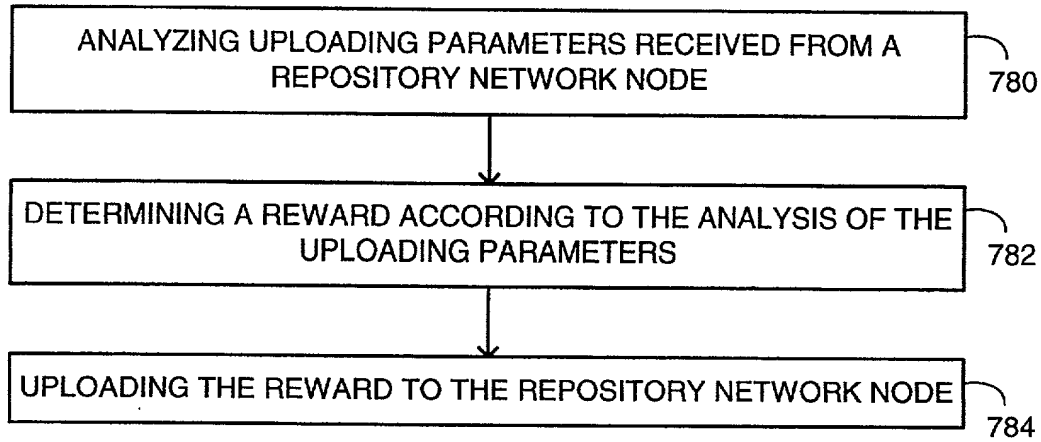 ANALYZING UPLOADING PARAMETERS RECEIVED FROM A
REPOSITORY NETWORK NODE
780
DETERMINING A REWARD ACCORDING TO THE ANALYSIS OF THE
UPLOADING PARAMETERS
782
UPLOADING THE REWARD TO THE REPOSITORY NETWORK NODE
784